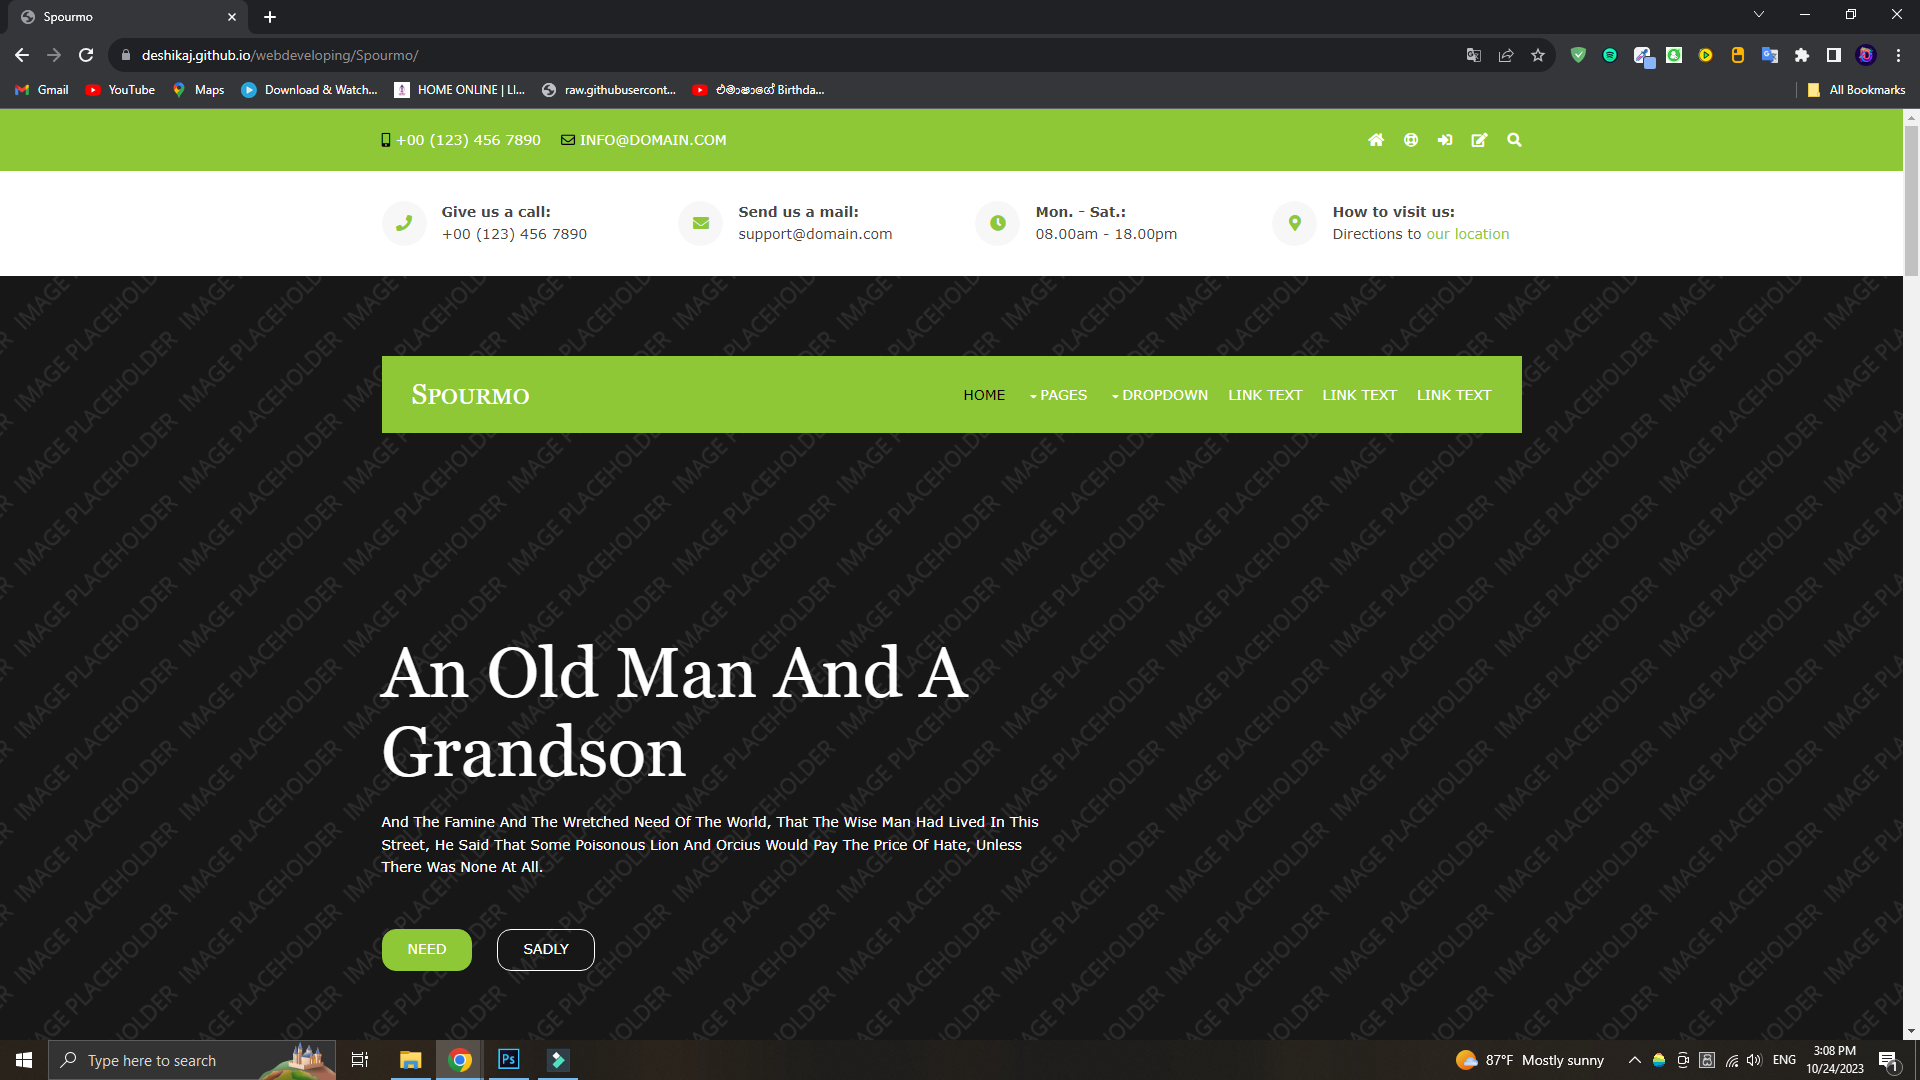 Spourmo
deshikaj.github.io/webdeveloping/Spourmo/
Gmail
YouTube
Maps
Download & Watch...
HOME ONLINE | LI...
raw.githubusercont...
එමාෂාගේ Birthda...
All Bookmarks
+00 (123) 456 7890
INFO@DOMAIN.COM
Give us a call:
+00 (123) 456 7890
Send us a mail:
support@domain.com
Mon. - Sat.:
08.00am - 18.00pm
How to visit us:
Directions to our location
IMAGE PLACEHOLDER
SPOURMO
HOME
PAGES
DROPDOWN
LINK TEXT
LINK TEXT
LINK TEXT
An Old Man And A
Grandson
And The Famine And The Wretched Need Of The World, That The Wise Man Had Lived In This
Street, He Said That Some Poisonous Lion And Orcius Would Pay The Price Of Hate, Unless
There Was None At All.
NEED
SADLY
Type here to search
Ps
87°F Mostly sunny
ENG
3:08 PM
10/24/2023
1